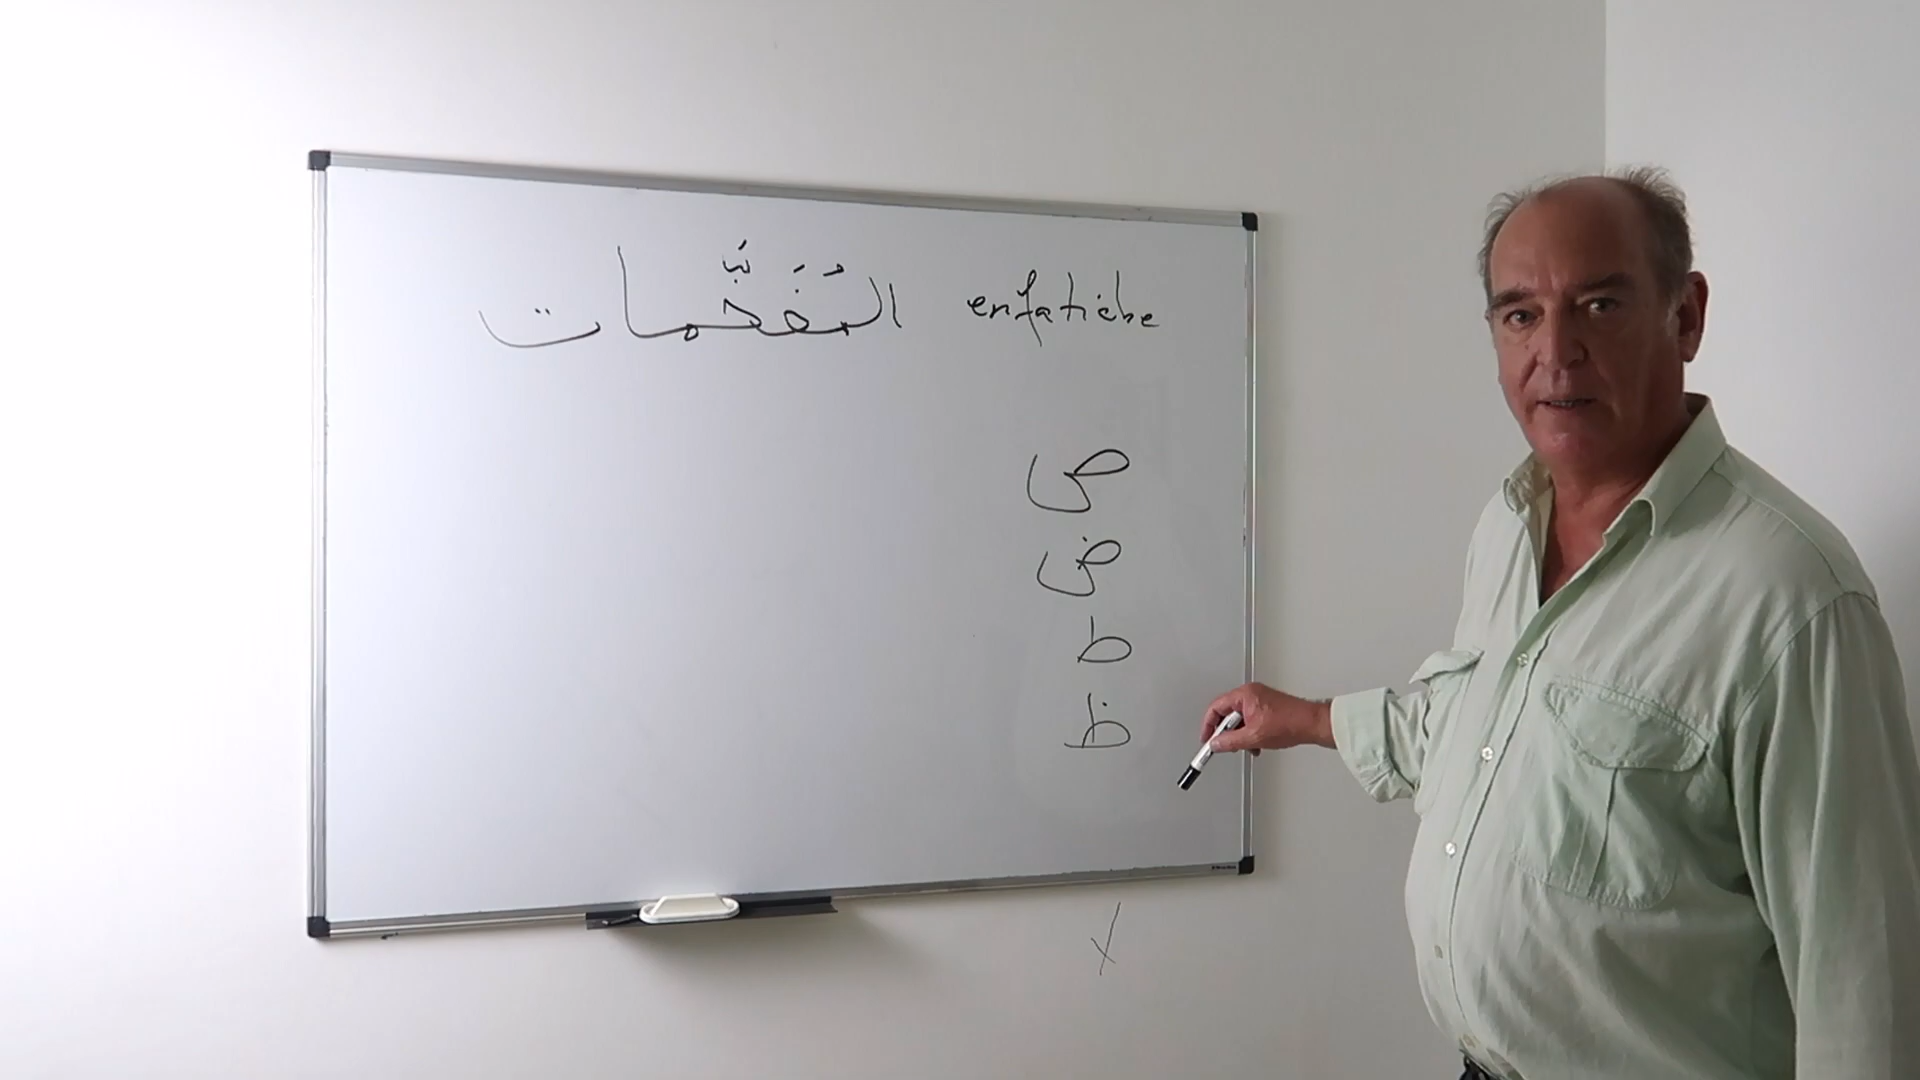 المُفَخَّمات enfatiche
ص
ض
ط
ظ